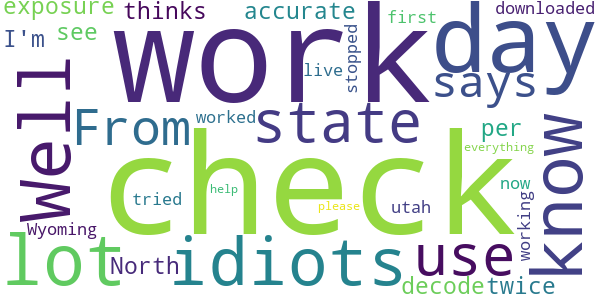 exposure thinks accurate first downloaded
I'm see work stopped day
live says
Well From worked state per know
check everything
tried help please utah now working
Wyoming
lot North idiots use
decode twice